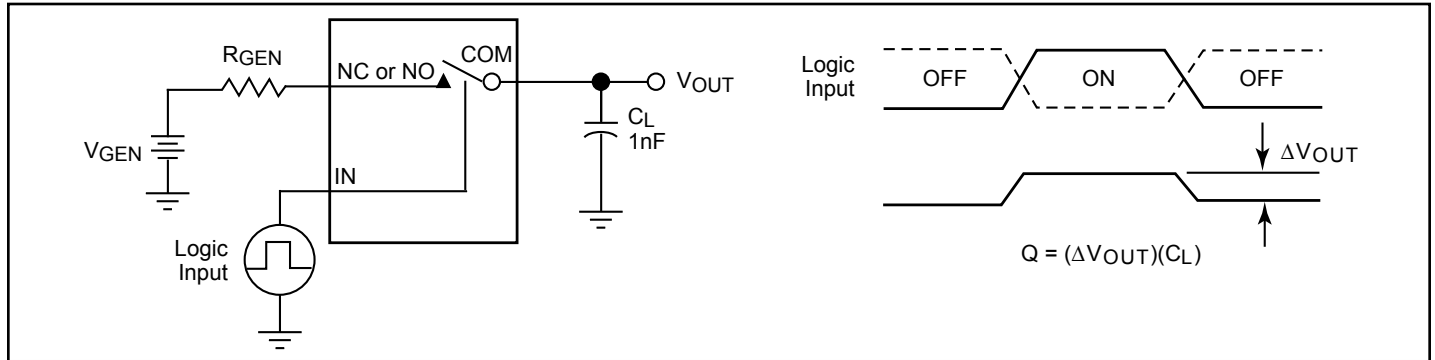 RGEN
NC or NO
COM
VOUT
CL
1nF
VGEN
IN
Logic
Input
Logic
Input
OFF
ON
OFF
ΔVOUT
Q = (ΔVOUT)(CL)